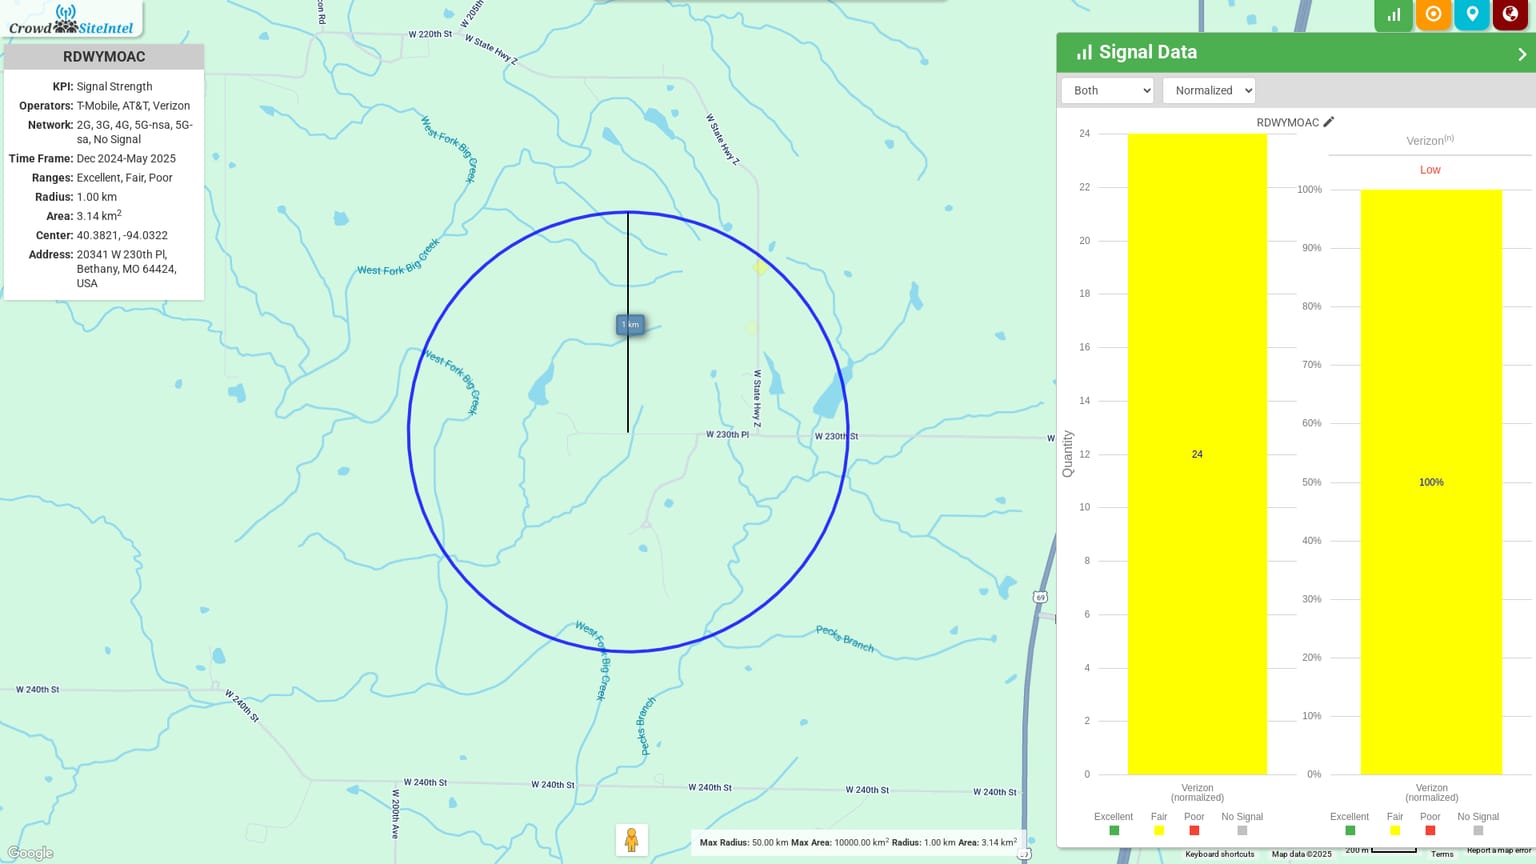 Crowd SiteIntel
RDWYMOAC
KPI: Signal Strength
Operators: T-Mobile, AT&T, Verizon
Network: 2G, 3G, 4G, 5G-nsa, 5G-
sa, No Signal
Time Frame: Dec 2024-May 2025
Ranges: Excellent, Fair, Poor
Radius: 1.00 km
Area: 3.14 km²
Center: 40.3821, -94.0322
Address: 20341 W 230th Pl,
Bethany, MO 64424,
USA
on Rd
W 220th St
W 205th
W State Hwy Z
W State Hwy Z
West Fork Big Creek
West Fork Big Creek
1 km
West Fork Big Creek
W State Hwy Z
W 230th Pl
W 230th St
W
69
West Fork Big Creek
Pecks Branch
Pecks Branch
W 240th St
W 240th St
W 240th St
W 240th St
W 240th St
W 240th St
W 240th St
W 200th Ave
Google
Max Radius: 50.00 km Max Area: 10000.00 km² Radius: 1.00 km Area: 3.14 km²
Signal Data
Both
Normalized
RDWYMOAC
Quantity
24
22
20
18
16
14
12
10
8
6
4
2
0
24
Verizon
(normalized)
Excellent Fair Poor No Signal
Verizon(n)
Low
100%
90%
80%
70%
60%
50%
40%
30%
20%
10%
0%
100%
Verizon
(normalized)
Excellent Fair Poor No Signal
Keyboard shortcuts Map data ©2025 200 m Terms Report a map error